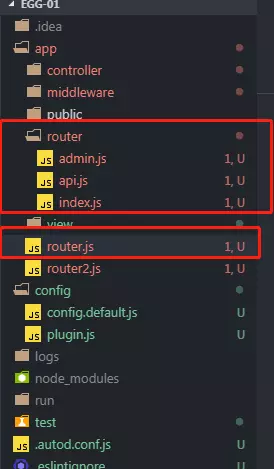 EGG-01
.idea
app
controller
middleware
public
router
JS admin.js 1, U
JS api.js 1, U
JS index.js 1, U
view
JS router.js 1, U
JS router2.js 1, U
config
JS config.default.js U
JS plugin.js U
logs
node_modules
run
test
JS .autod.conf.js U
.eslintignore U